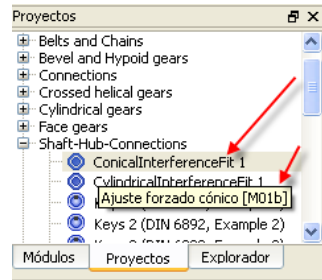 Proyectos
Belts and Chains
Bevel and Hypoid gears
Connections
Crossed helical gears
Cylindrical gears
Face gears
Shaft-Hub-Connections
ConicalInterferenceFit 1
CylindricalInterferenceFit 1
Ajuste forzado cónico [M01b]
Keys 2 (DIN 6892, Example 2)
Módulos Proyectos Explorador